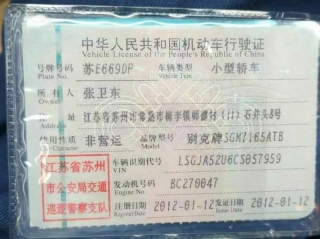 中华人民共和国机动车行驶证
Vehicle License of the People's Republic of China
号牌号码 苏E669DP 车辆类型 小型轿车
Plate No. Vehicle Type
所有人 张卫东
Owner
住址 江苏省苏州市
Address
使用性质 非营运 品牌型号 别克牌SGM7165ATB
Use Character Model
江苏省苏州
市公安局交通
巡逻警察支队
车辆识别代号 LSGJA52U6CS057959
VIN
发动机号码 BC270047
Engine No.
注册日期 2012-01-12 发证日期 2012-01-12
Register Date Issue Date